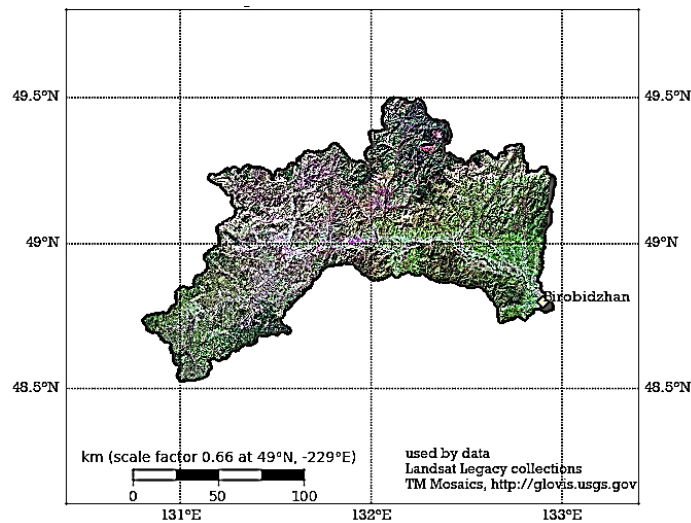 49.5°N 49.5°N
49°N 49°N
Birobidzhan
48.5°N 48.5°N
km (scale factor 0.66 at 49°N, -229°E)
0 50 100
used by data
Landsat Legacy collections
TM Mosaics, http://glovis.usgs.gov
131°E 132°E 133°E